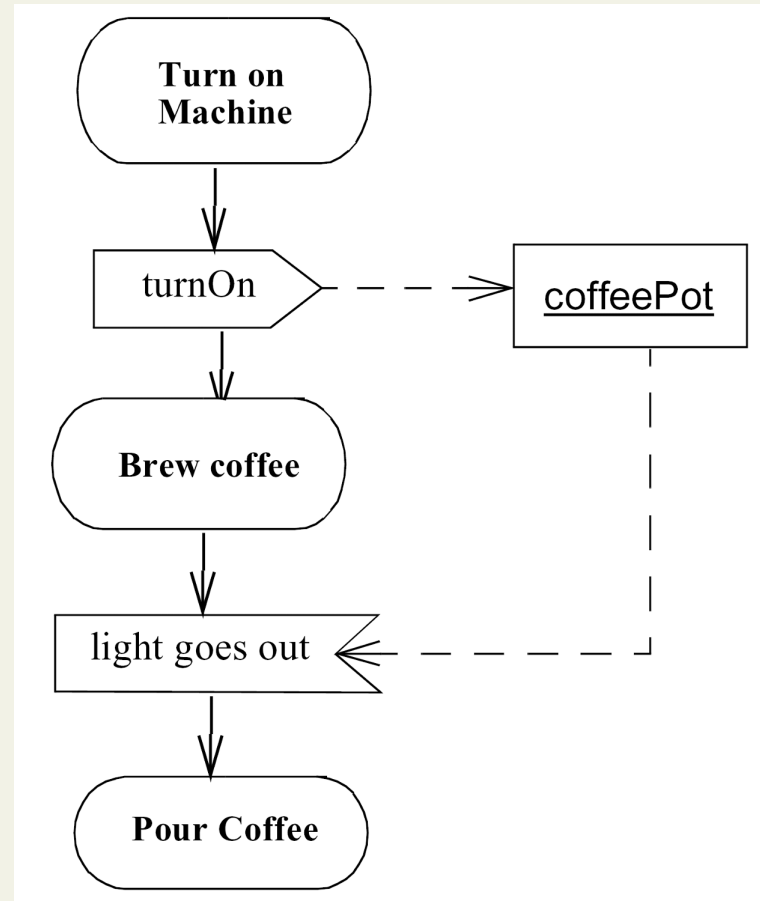 Turn on
Machine
turnOn
coffeePot
Brew coffee
light goes out
Pour Coffee